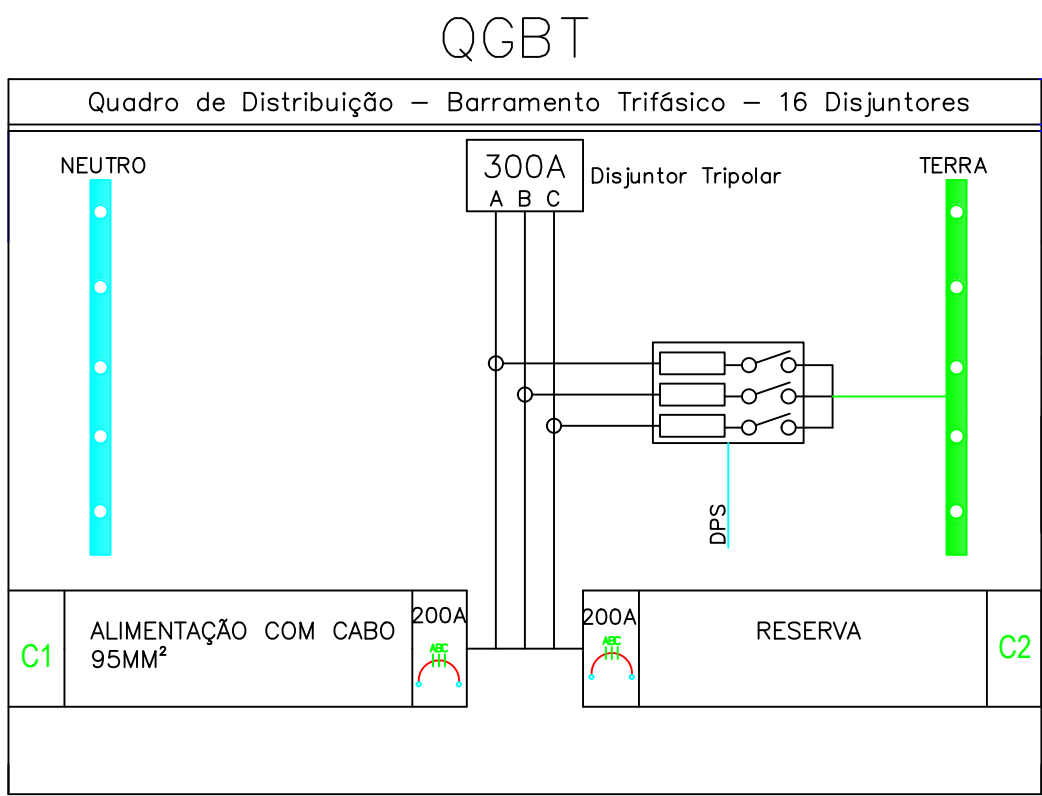 QGBT
Quadro de Distribuição – Barramento Trifásico – 16 Disjuntores
NEUTRO
300A
Disjuntor Tripolar
TERRA
A B C
DPS
C1
ALIMENTAÇÃO COM CABO
95MM²
200A
ABC
200A
ABC
RESERVA
C2